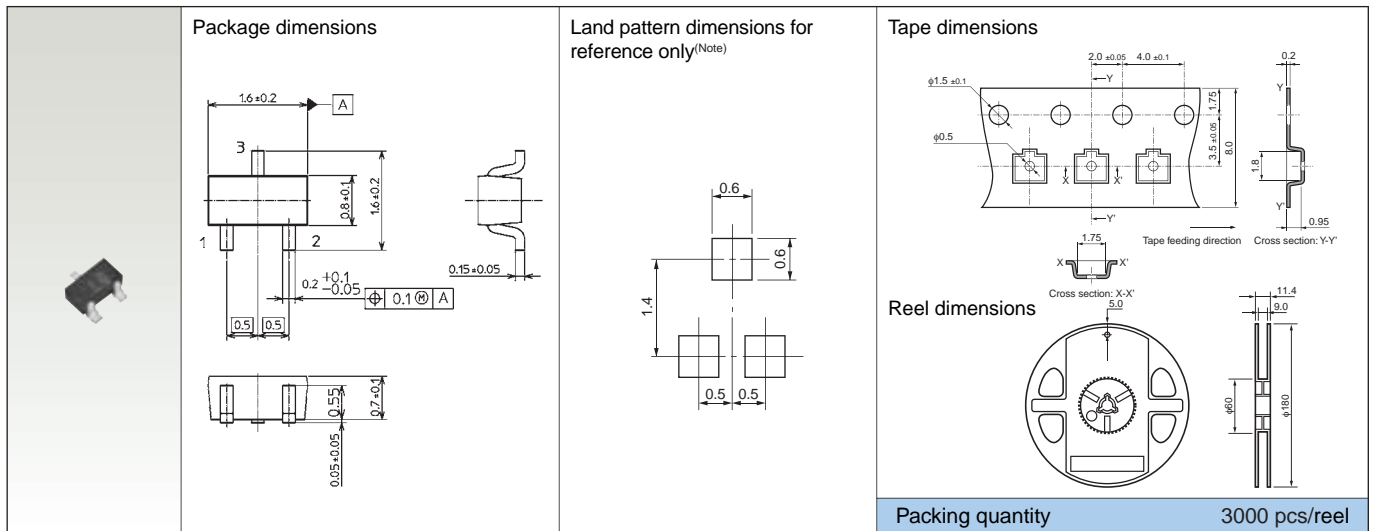 Package dimensions
1.6±0.2
A
3
0.8±0.1
1.6±0.2
1
2
0.15±0.05
0.2 +0.1 -0.05
⌖ 0.1 Ⓜ A
0.5 0.5
0.55
0.7±0.1
0.05±0.05
Land pattern dimensions for
reference only(Note)
0.6
0.6
1.4
0.5 0.5
Tape dimensions
2.0 ±0.05 4.0 ±0.1
0.2
φ1.5 ±0.1
Y
Y
1.75
φ0.5
3.5 ±0.05
8.0
1.8
X X'
Y'
Y'
0.95
Tape feeding direction
Cross section: Y-Y'
1.75
X X'
Cross section: X-X'
Reel dimensions
5.0
11.4
9.0
φ60
φ180
Packing quantity 3000 pcs/reel